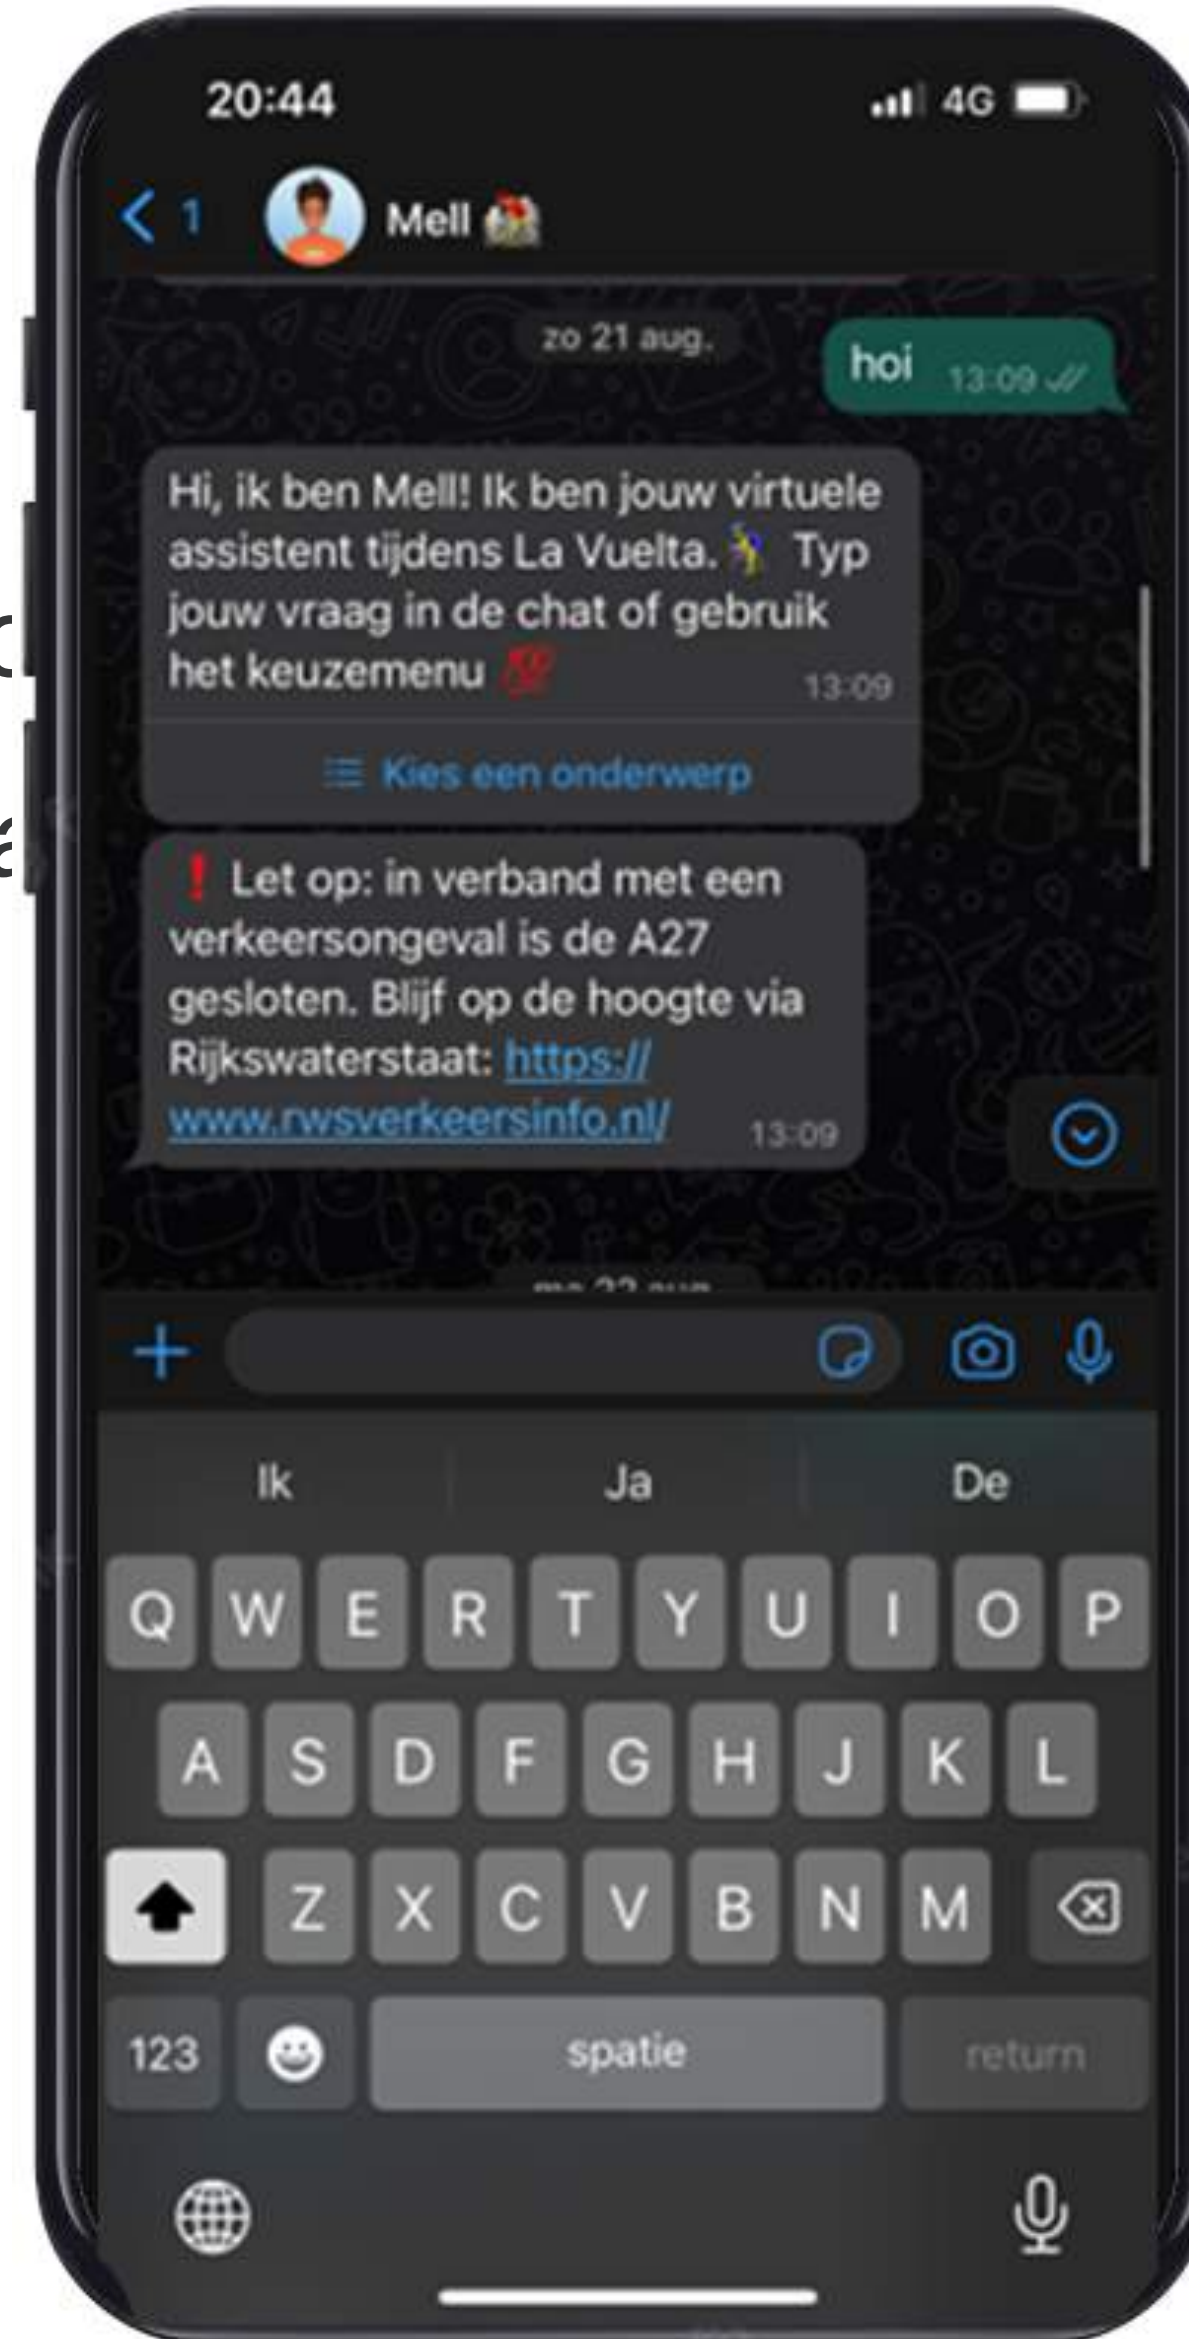 20:44 4G
1 Mell
zo 21 aug.
hoi 13:09
Hi, ik ben Mell! Ik ben jouw virtuele
assistent tijdens La Vuelta. Typ
jouw vraag in de chat of gebruik
het keuzemenu 💯 13:09
Kies een onderwerp
❗ Let op: in verband met een
verkeersongeval is de A27
gesloten. Blijf op de hoogte via
Rijkswaterstaat: https://
www.rwsverkeersinfo.nl/ 13:09
Ik Ja De
Q W E R T Y U I O P
A S D F G H J K L
Z X C V B N M
123 spatie return